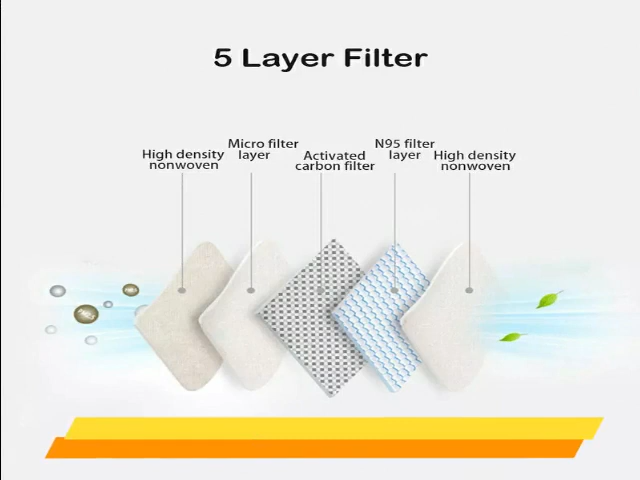 5 Layer Filter
High density
nonwoven
Micro filter
layer
Activated
carbon filter
N95 filter
layer
High density
nonwoven